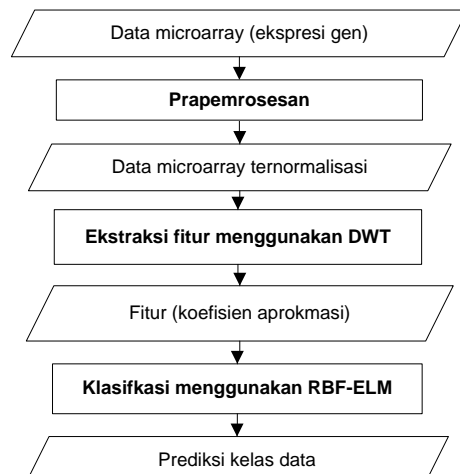 Data microarray (ekspresi gen)
Prapemrosesan
Data microarray ternormalisasi
Ekstraksi fitur menggunakan DWT
Fitur (koefisien aprokmasi)
Klasifkasi menggunakan RBF-ELM
Prediksi kelas data